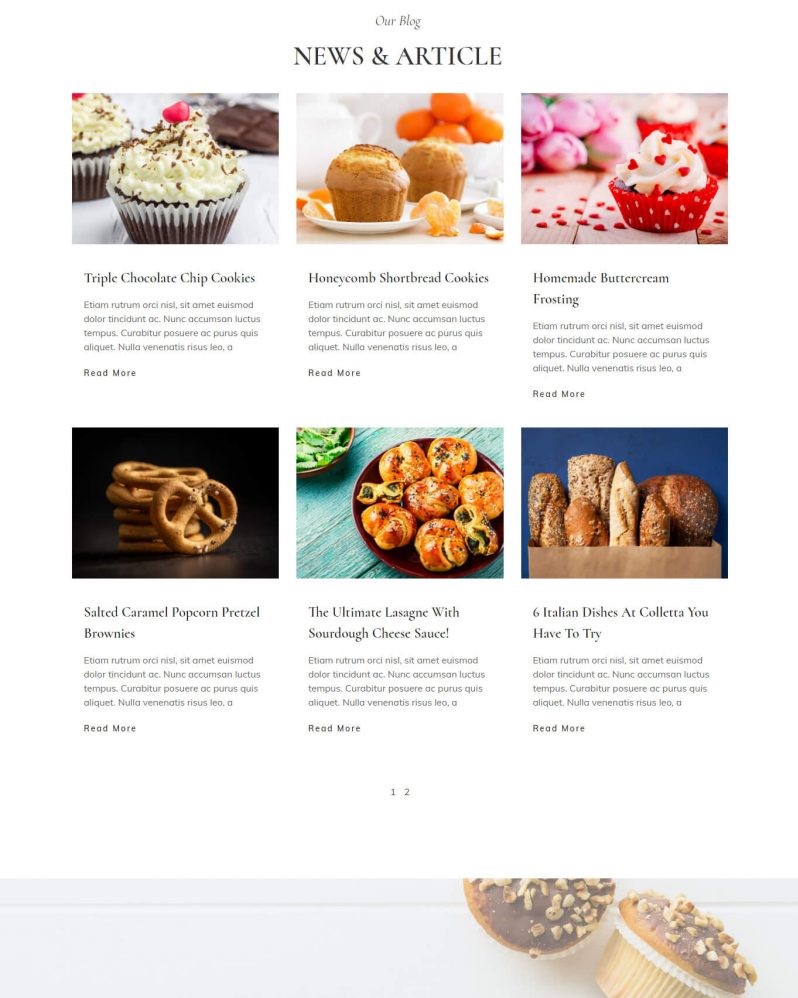 Our Blog
NEWS & ARTICLE
Triple Chocolate Chip Cookies
Etiam rutrum orci nisl, sit amet euismod
dolor tincidunt ac. Nunc accumsan luctus
tempus. Curabitur posuere ac purus quis
aliquet. Nulla venenatis risus leo, a
Read More
Honeycomb Shortbread Cookies
Etiam rutrum orci nisl, sit amet euismod
dolor tincidunt ac. Nunc accumsan luctus
tempus. Curabitur posuere ac purus quis
aliquet. Nulla venenatis risus leo, a
Read More
Homemade Buttercream
Frosting
Etiam rutrum orci nisl, sit amet euismod
dolor tincidunt ac. Nunc accumsan luctus
tempus. Curabitur posuere ac purus quis
aliquet. Nulla venenatis risus leo, a
Read More
Salted Caramel Popcorn Pretzel
Brownies
Etiam rutrum orci nisl, sit amet euismod
dolor tincidunt ac. Nunc accumsan luctus
tempus. Curabitur posuere ac purus quis
aliquet. Nulla venenatis risus leo, a
Read More
The Ultimate Lasagne With
Sourdough Cheese Sauce!
Etiam rutrum orci nisl, sit amet euismod
dolor tincidunt ac. Nunc accumsan luctus
tempus. Curabitur posuere ac purus quis
aliquet. Nulla venenatis risus leo, a
Read More
6 Italian Dishes At Colletta You
Have To Try
Etiam rutrum orci nisl, sit amet euismod
dolor tincidunt ac. Nunc accumsan luctus
tempus. Curabitur posuere ac purus quis
aliquet. Nulla venenatis risus leo, a
Read More
1 2